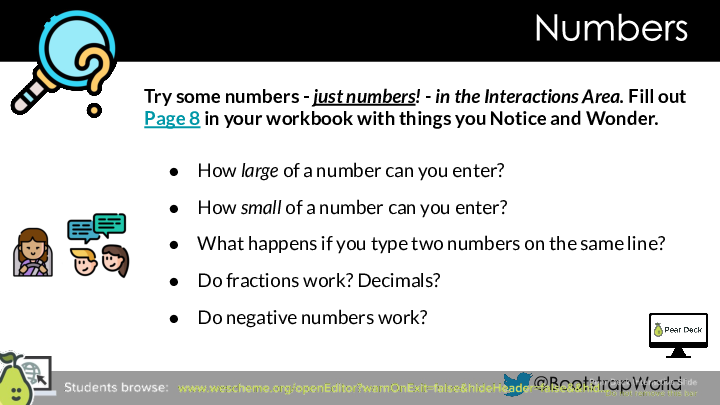 Numbers
Try some numbers - just numbers! - in the Interactions Area. Fill out
Page 8 in your workbook with things you Notice and Wonder.
● How large of a number can you enter?
● How small of a number can you enter?
● What happens if you type two numbers on the same line?
● Do fractions work? Decimals?
● Do negative numbers work?
Pear Deck
Students browse: www.wescheme.org/openEditor?warnOnExit=false&hideHeader=false&&hid
@BootstrapWorld